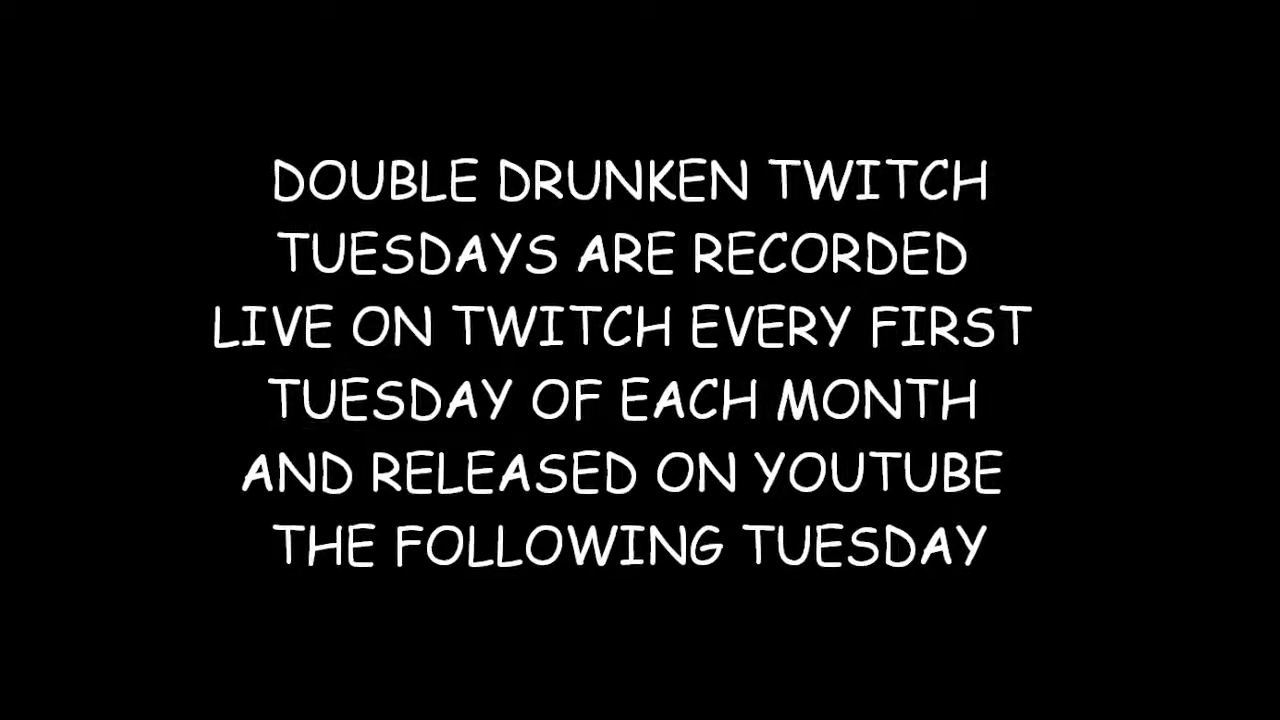 DOUBLE DRUNKEN TWITCH
TUESDAYS ARE RECORDED
LIVE ON TWITCH EVERY FIRST
TUESDAY OF EACH MONTH
AND RELEASED ON YOUTUBE
THE FOLLOWING TUESDAY